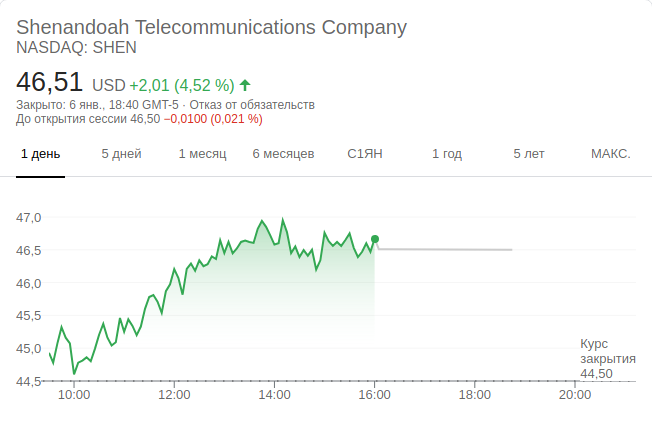 Shenandoah Telecommunications Company
NASDAQ: SHEN
46,51 USD +2,01 (4,52 %)
Закрыто: 6 янв., 18:40 GMT-5 · Отказ от обязательств
До открытия сессии 46,50 −0,0100 (0,021 %)
1 день 5 дней 1 месяц 6 месяцев С1ЯН 1 год 5 лет МАКС.
47,0
46,5
46,0
45,5
45,0
44,5
Курс
закрытия
44,50
10:00 12:00 14:00 16:00 18:00 20:00